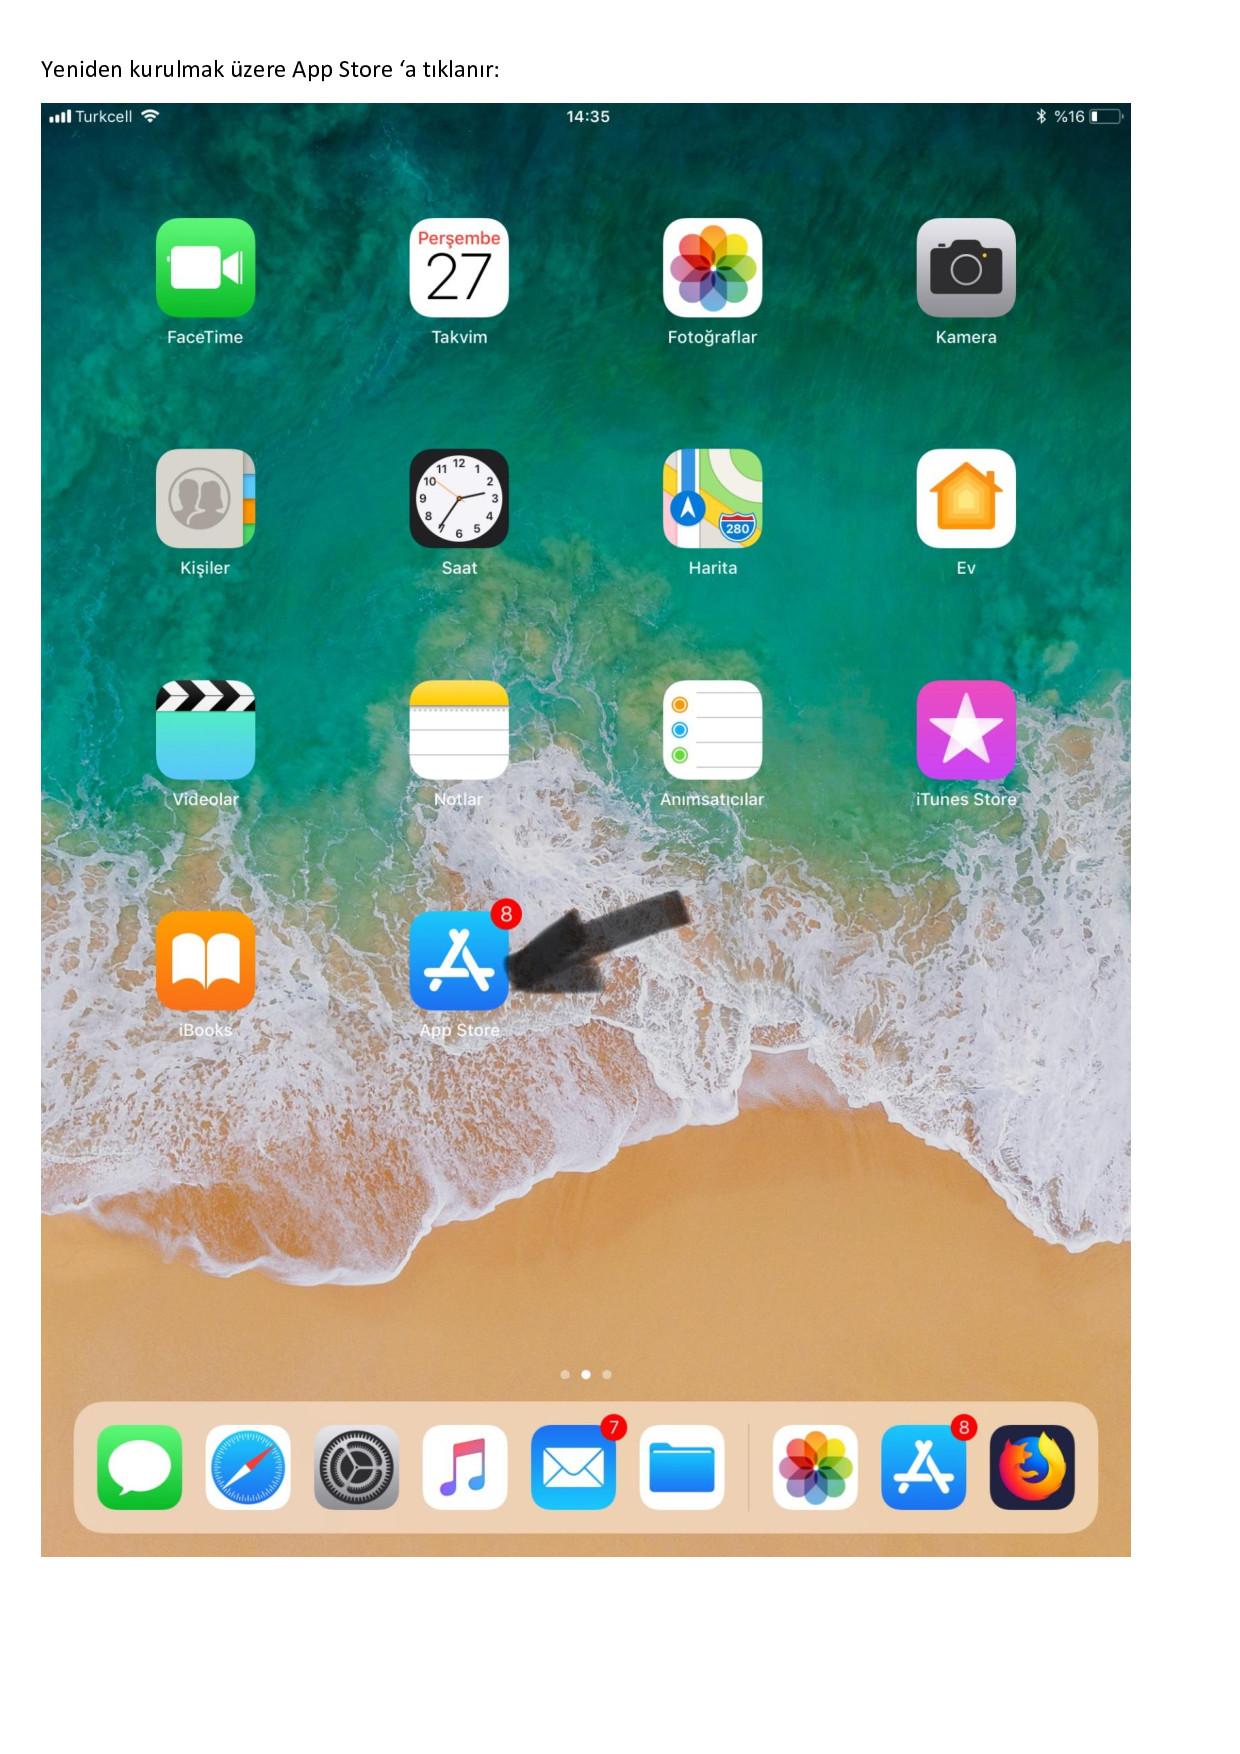 Yeniden kurulmak üzere App Store ‘a tıklanır:
Turkcell 14:35 %16
Perşembe
27
FaceTime Takvim Fotoğraflar Kamera
12
11 1
10 2
9 3
8 4
7 5
6
280
Kişiler Saat Harita Ev
Videolar Notlar Anımsatıcılar iTunes Store
8
iBooks App Store
7 8